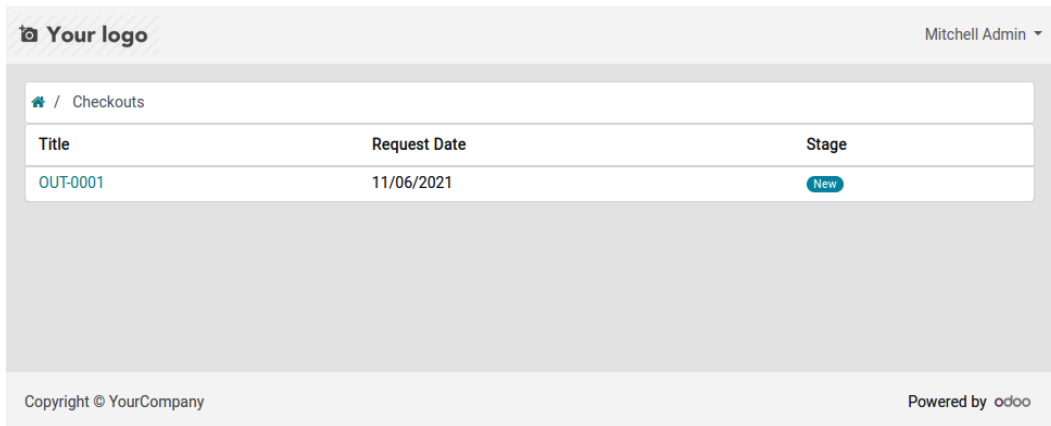 Your logo Mitchell Admin
/ Checkouts
Title Request Date Stage
OUT-0001 11/06/2021 New
Copyright © YourCompany Powered by odoo